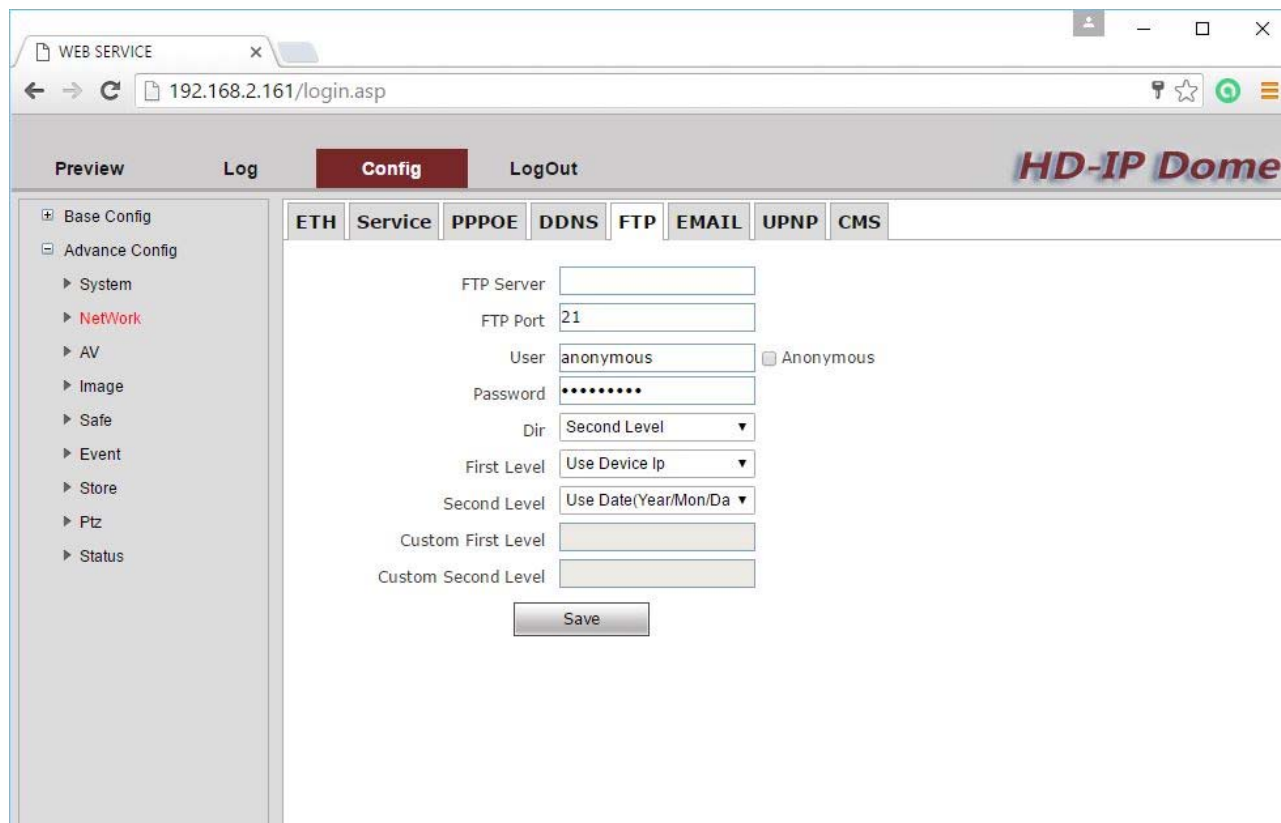 WEB SERVICE
192.168.2.161/login.asp
Preview Log Config LogOut HD-IP Dome
Base Config
Advance Config
System
NetWork
AV
Image
Safe
Event
Store
Ptz
Status
ETH Service PPPOE DDNS FTP EMAIL UPNP CMS
FTP Server
FTP Port 21
User anonymous Anonymous
Password •••••••••
Dir Second Level
First Level Use Device Ip
Second Level Use Date(Year/Mon/Da
Custom First Level
Custom Second Level
Save